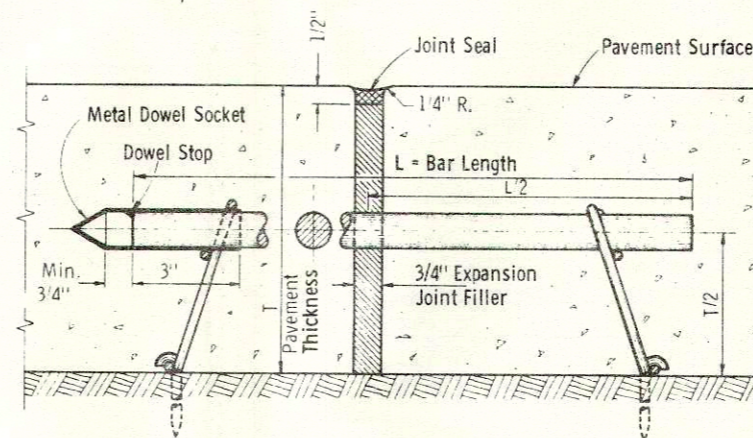 1/2"
Joint Seal
Pavement Surface
1/4" R.
Metal Dowel Socket
Dowel Stop
L = Bar Length
L/2
Min.
3/4"
3"
T
Pavement
Thickness
3/4" Expansion
Joint Filler
T/2